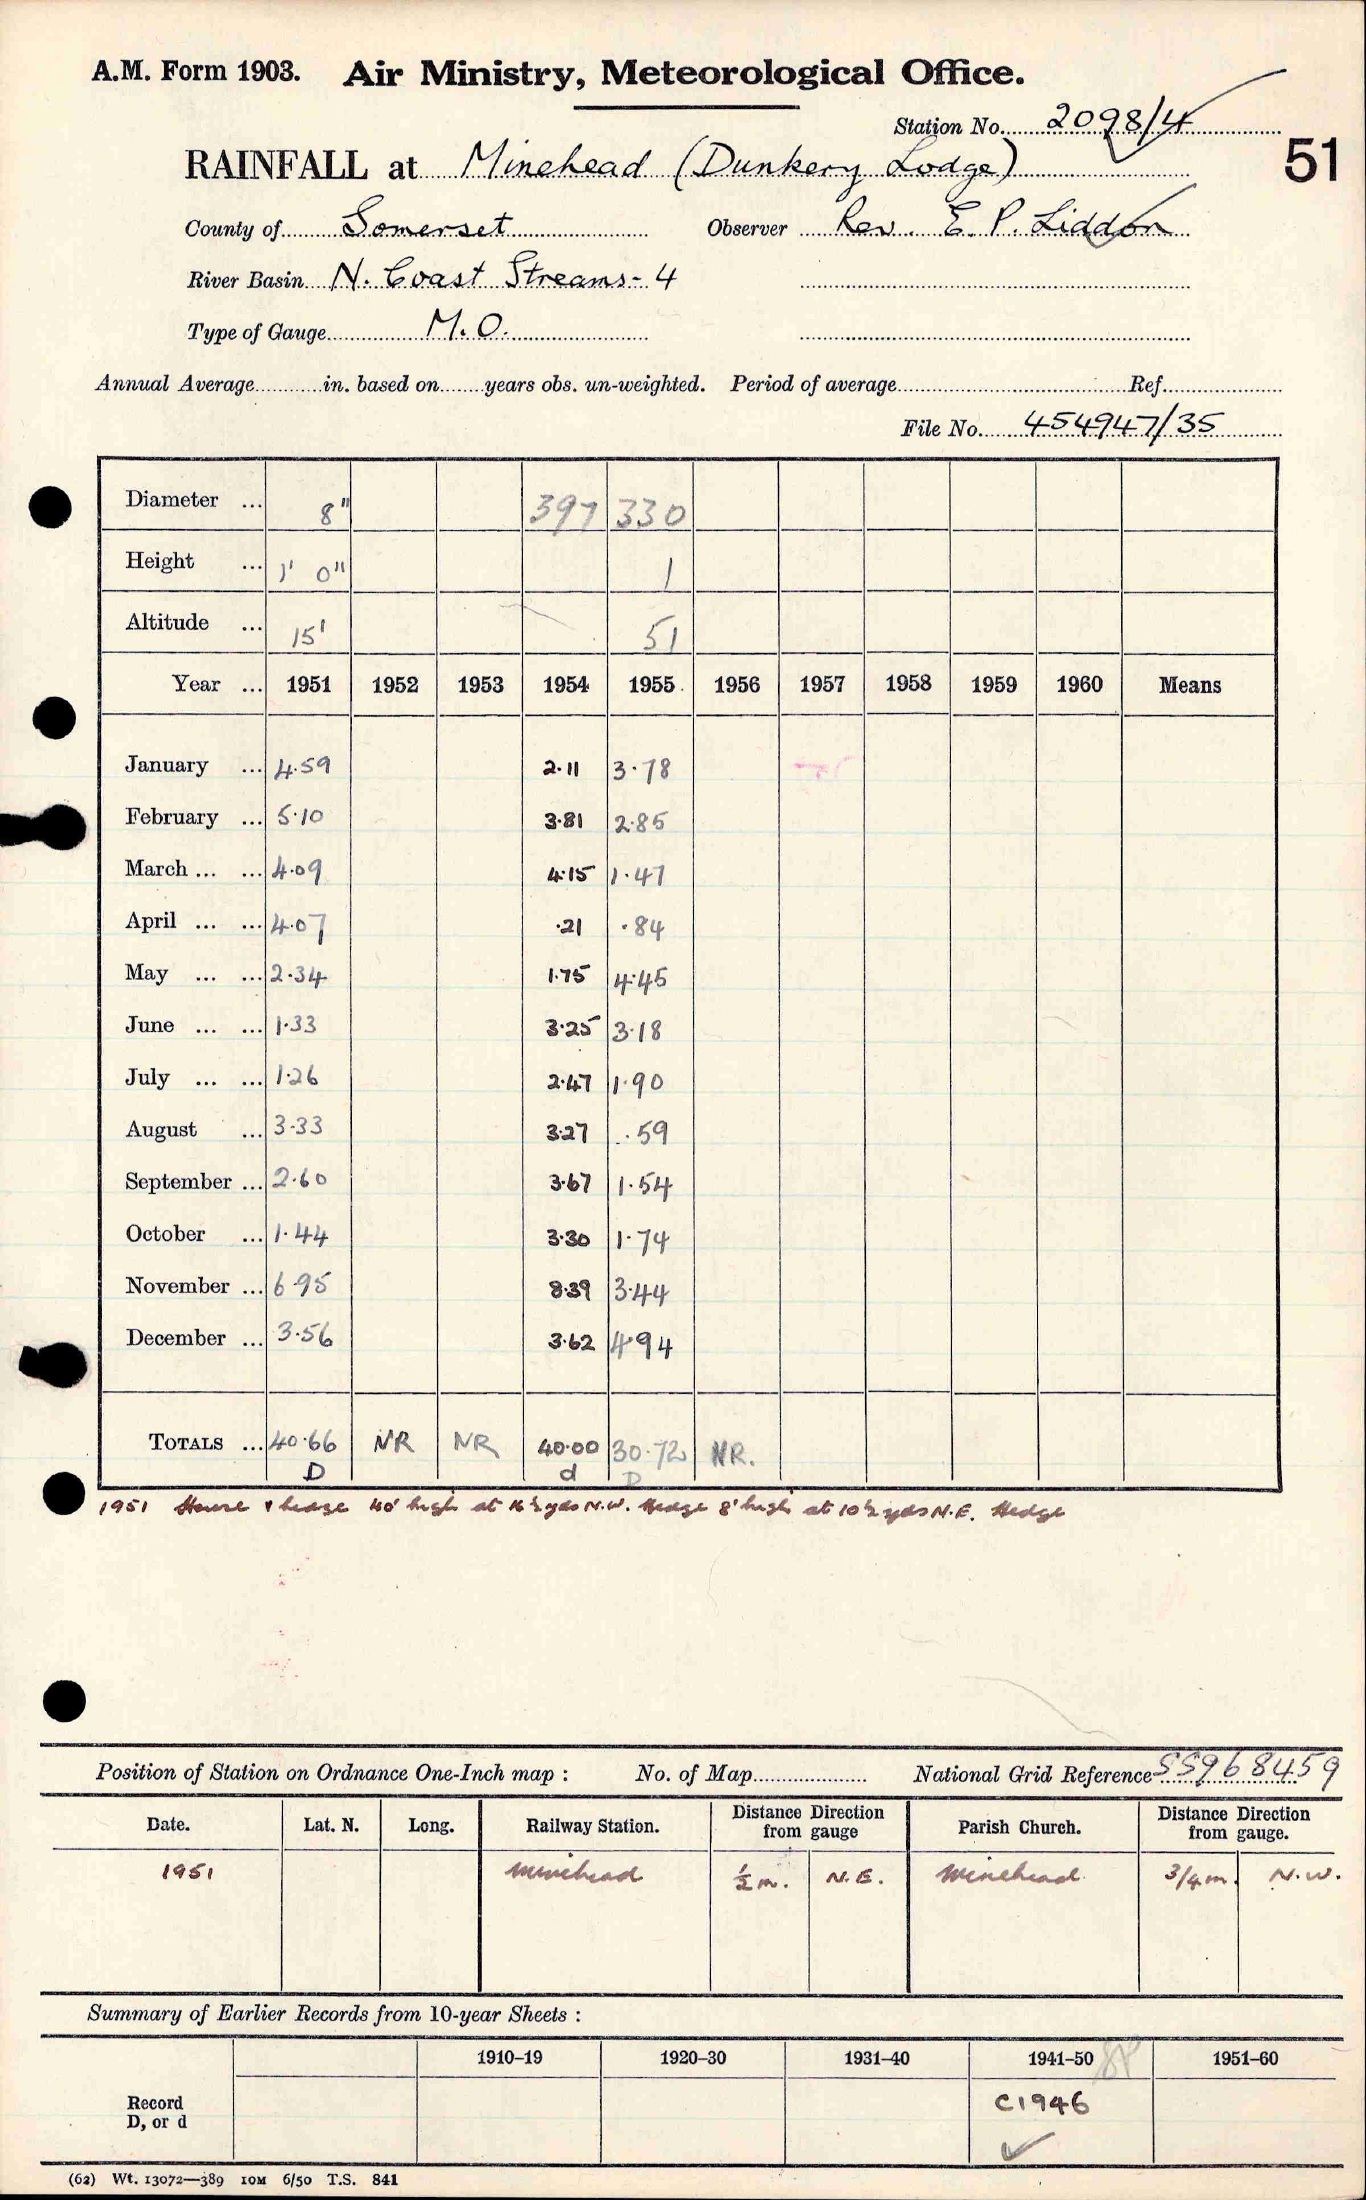 A.M. Form 1903. Air Ministry, Meteorological Office.
Station No. 2098/4
51
RAINFALL at Minehead (Dunkery Lodge)
County of Somerset Observer Rev. E. P. Liddon
River Basin N. Coast Streams - 4
Type of Gauge M.O.
Annual Average in. based on years obs. un-weighted. Period of average Ref.
File No. 454947/35
Diameter ... 8" 397 330
Height ... 1' 0" 1
Altitude ... 15' 51
Year ... 1951 1952 1953 1954 1955 1956 1957 1958 1959 1960 Means
January ... 4.59 2.11 3.78
February ... 5.10 3.81 2.85
March ... ... 4.09 4.15 1.47
April ... ... 4.07 .21 .84
May ... ... 2.34 1.75 4.45
June ... ... 1.33 3.25 3.18
July ... ... 1.26 2.47 1.90
August ... 3.33 3.27 .59
September ... 2.60 3.67 1.54
October ... 1.44 3.30 1.74
November ... 6.95 8.39 3.44
December ... 3.56 3.62 4.94
TOTALS ... 40.66 NR NR 40.00 30.72 NR.
D d D
1951 House & hedge 40' high at 16½ yds N.W. Hedge 8' high at 10½ yds N.E. Hedge
Position of Station on Ordnance One-Inch map : No. of Map National Grid Reference SS968459
Date. Lat. N. Long. Railway Station. Distance Direction from gauge Parish Church. Distance Direction from gauge.
1951 Minehead ½ m. N.E. Minehead 3/4 m. N.W.
Summary of Earlier Records from 10-year Sheets :
1910–19 1920–30 1931–40 1941–50 1951–60
Record
D, or d
C1946
(62) Wt. 13072—389 10M 6/50 T.S. 841